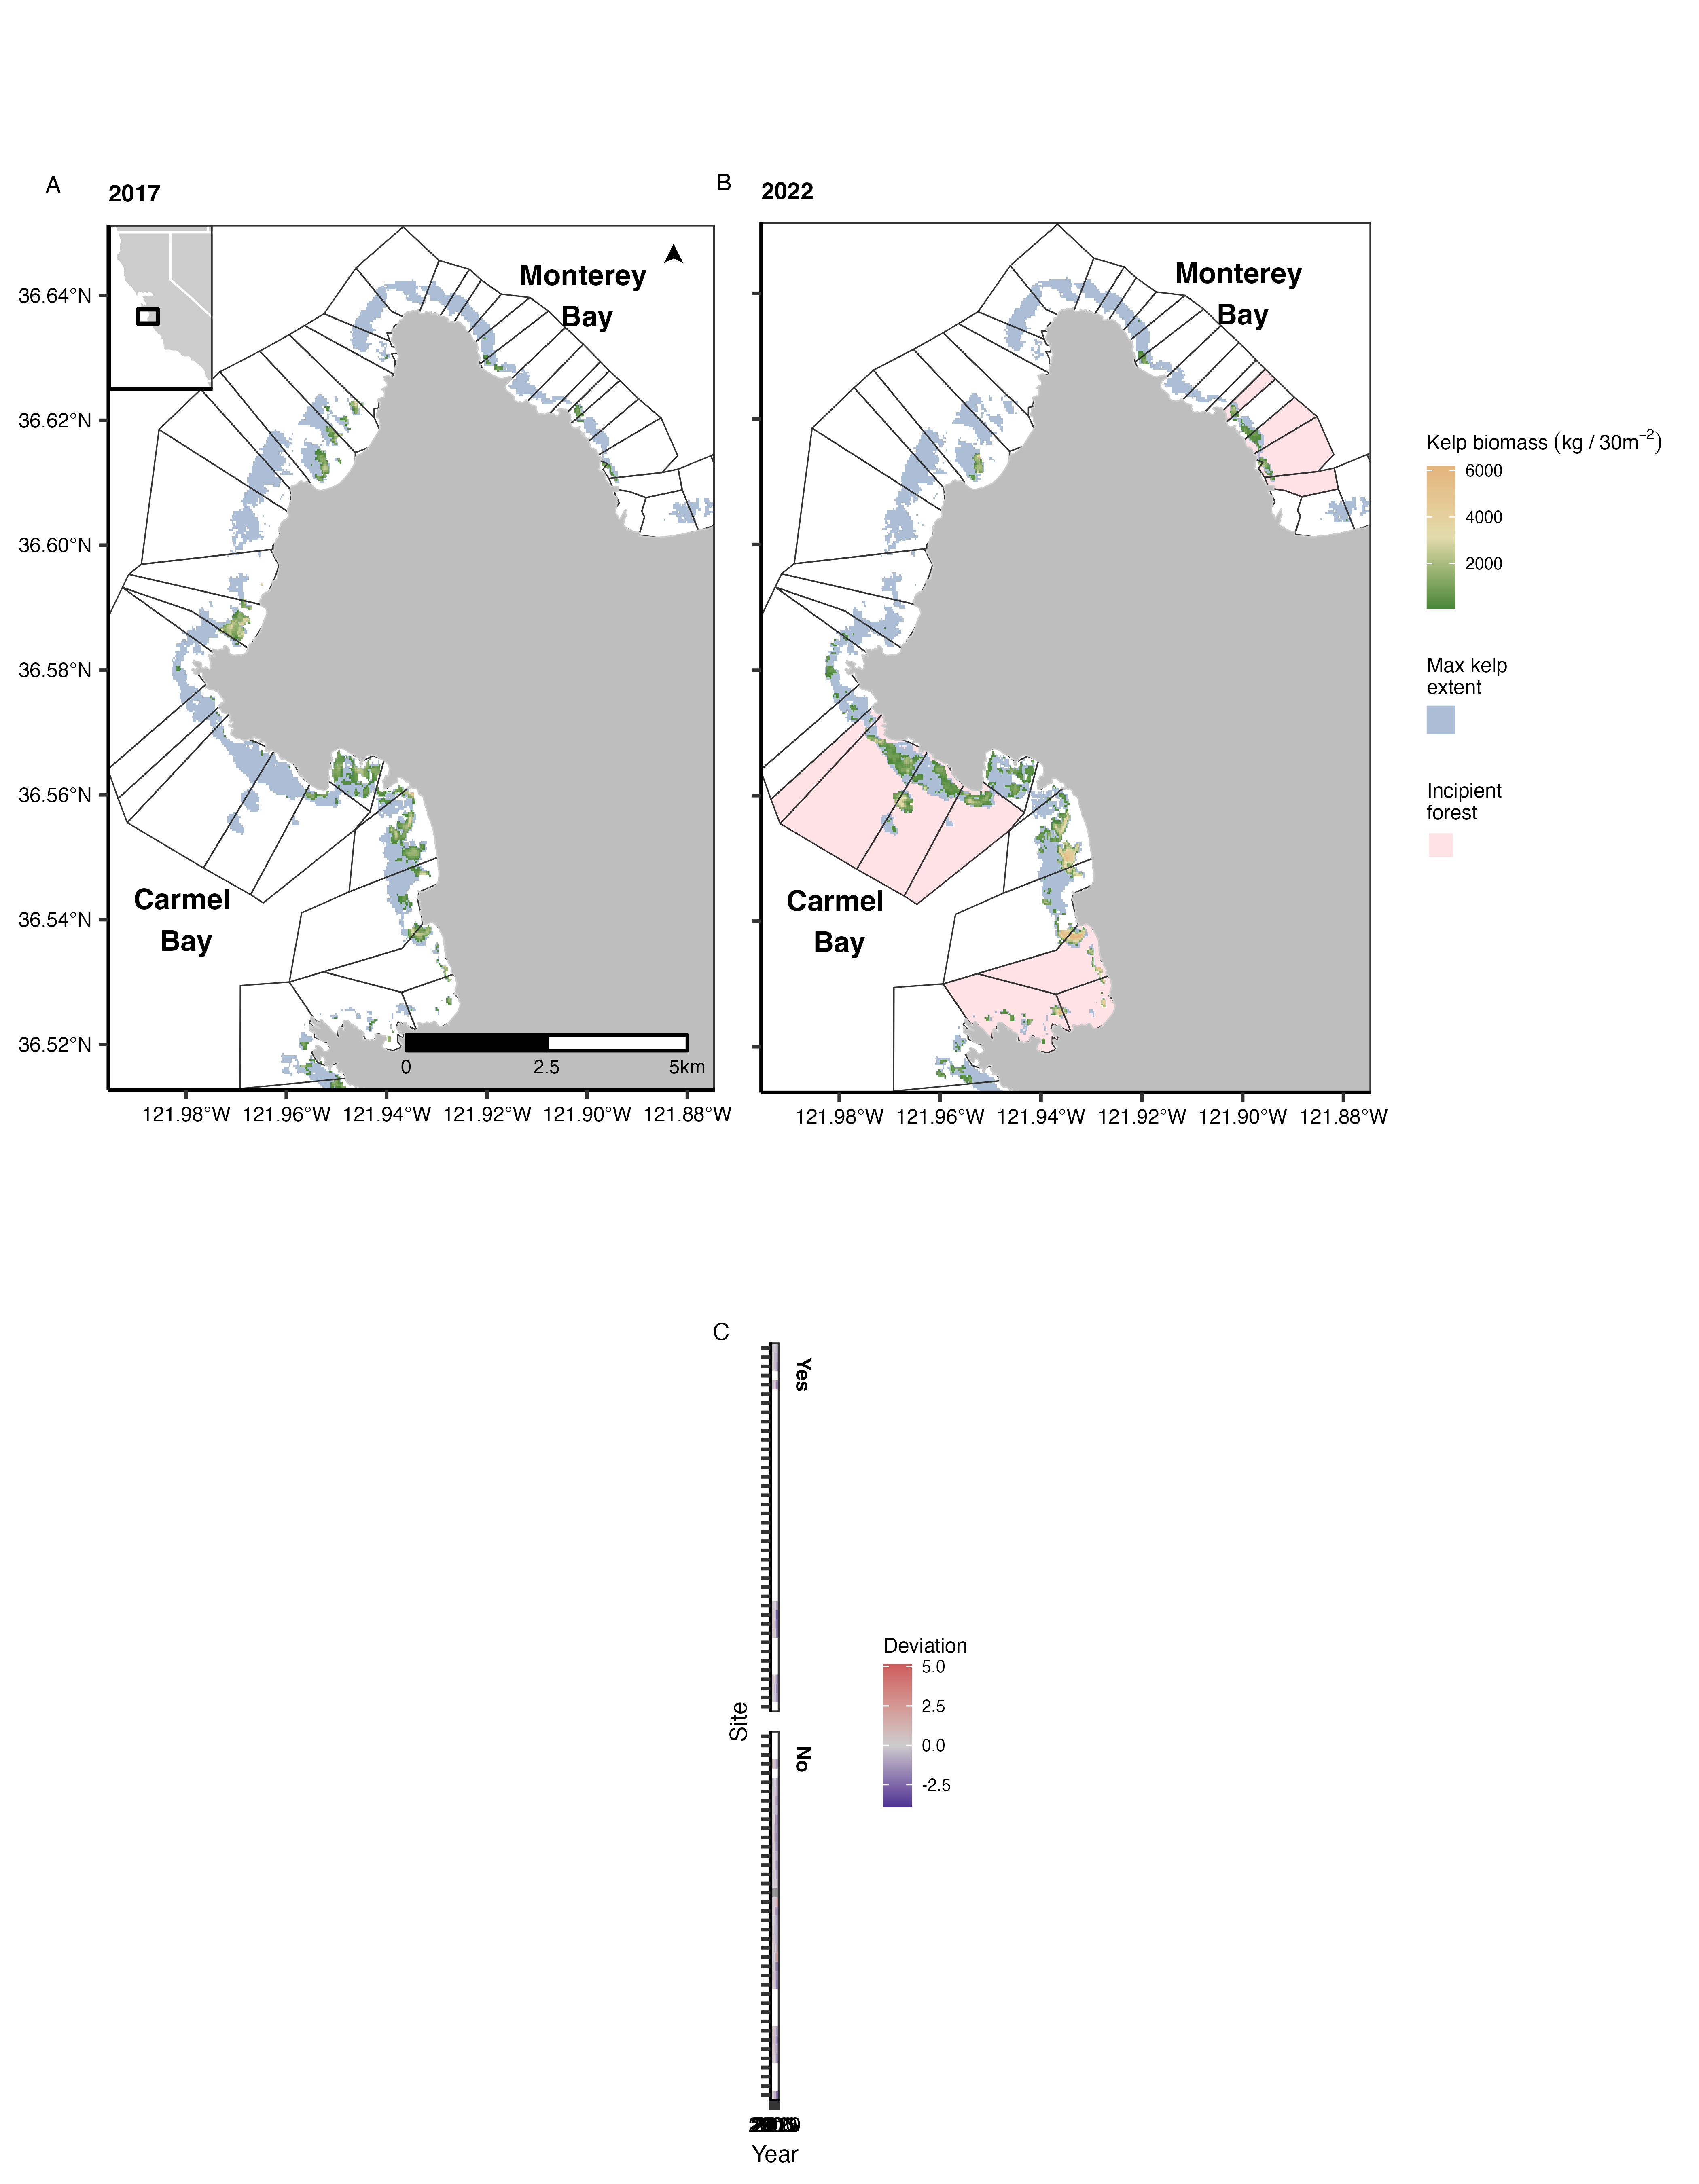 A
2017
B
2022
Monterey
Bay
Monterey
Bay
36.64°N
36.62°N
36.60°N
36.58°N
36.56°N
36.54°N
36.52°N
Carmel
Bay
Carmel
Bay
0
2.5
5km
121.98°W
121.96°W
121.94°W
121.92°W
121.90°W
121.88°W
121.98°W
121.96°W
121.94°W
121.92°W
121.90°W
121.88°W
Kelp biomass (kg / 30m⁻²)
6000
4000
2000
Max kelp
extent
Incipient
forest
C
Yes
No
Site
Year
Deviation
5.0
2.5
0.0
-2.5